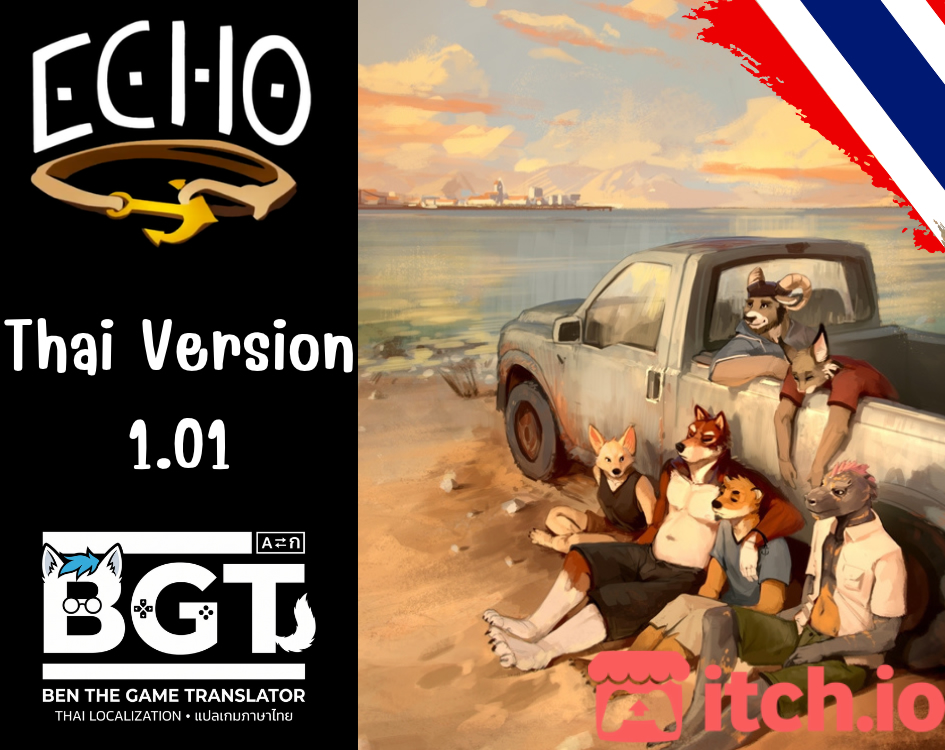 ECHO
Thai Version
1.01
A⇄ก
BGT
BEN THE GAME TRANSLATOR
THAI LOCALIZATION • แปลเกมภาษาไทย
itch.io